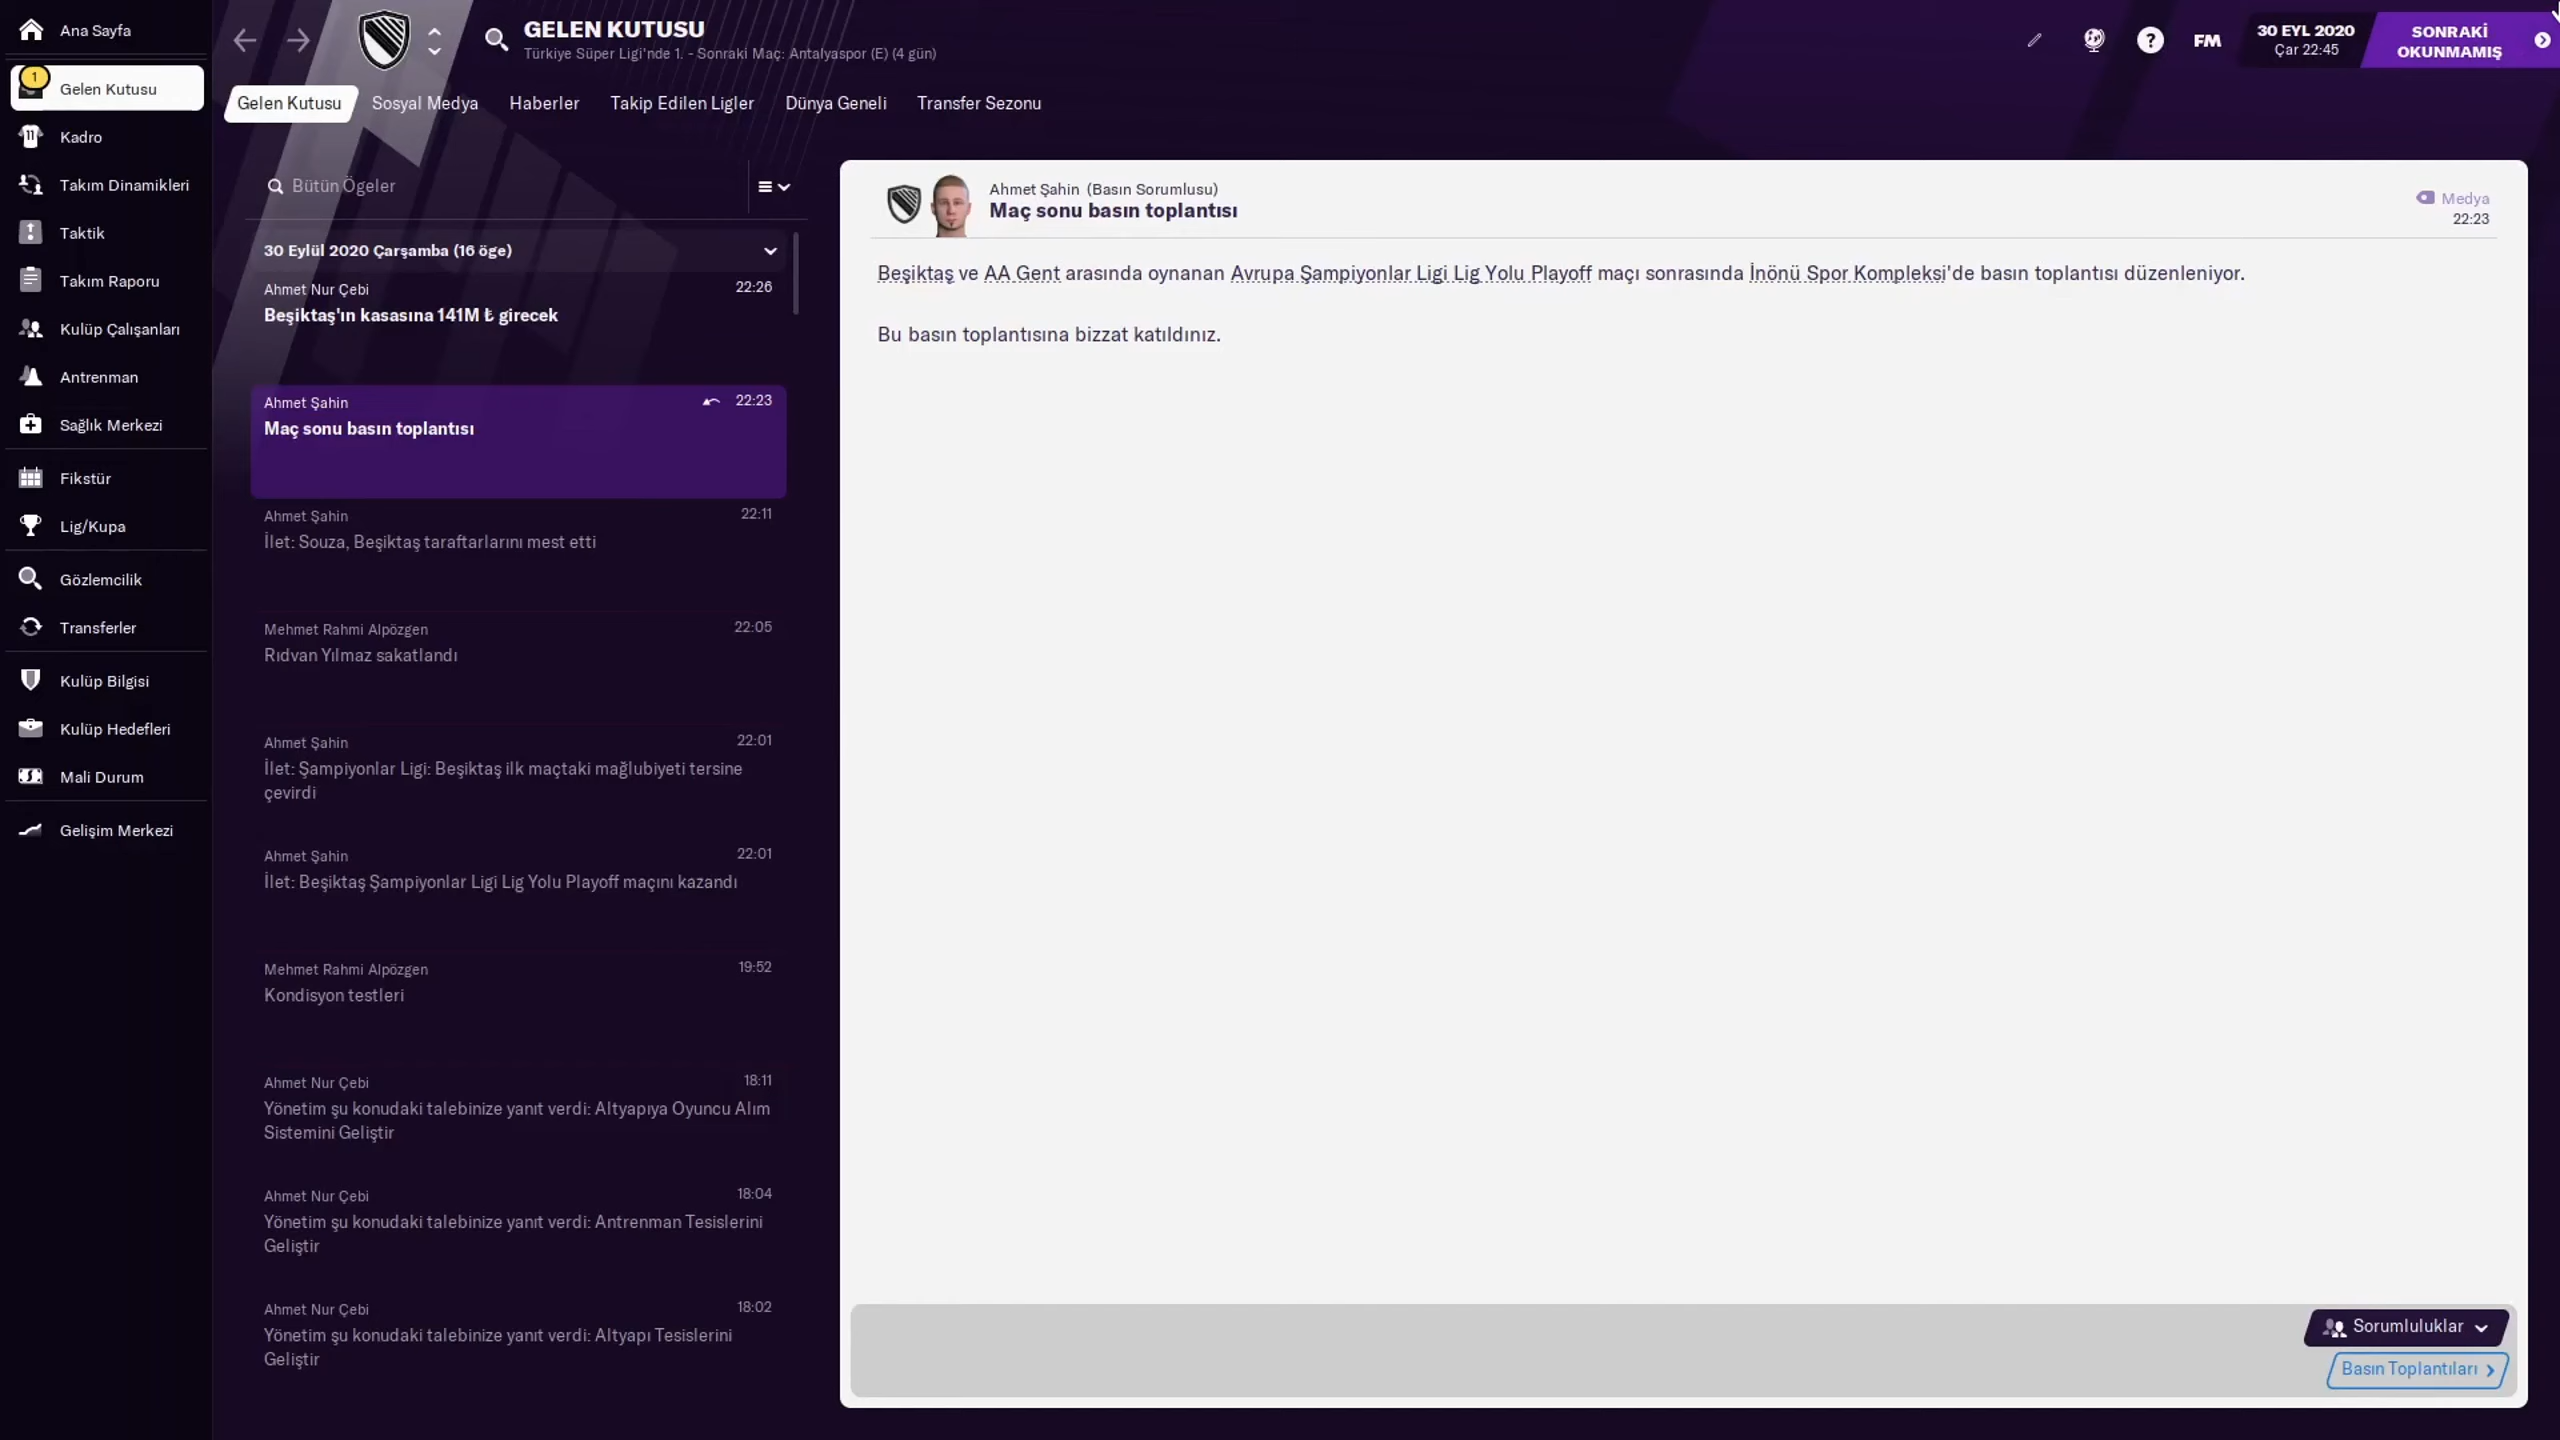 Ana Sayfa
1
Gelen Kutusu
Kadro
Takım Dinamikleri
Taktik
Takım Raporu
Kulüp Çalışanları
Antrenman
Sağlık Merkezi
Fikstür
Lig/Kupa
Gözlemcilik
Transferler
Kulüp Bilgisi
Kulüp Hedefleri
Mali Durum
Gelişim Merkezi
GELEN KUTUSU
Türkiye Süper Ligi'nde 1. - Sonraki Maç: Antalyaspor (E) (4 gün)
FM
30 EYL 2020
Çar 22:45
SONRAKİ
OKUNMAMIŞ
Gelen Kutusu
Sosyal Medya
Haberler
Takip Edilen Ligler
Dünya Geneli
Transfer Sezonu
Bütün Ögeler
30 Eylül 2020 Çarşamba (16 öge)
Ahmet Nur Çebi 22:26
Beşiktaş'ın kasasına 141M ₺ girecek
Ahmet Şahin 22:23
Maç sonu basın toplantısı
Ahmet Şahin 22:11
İlet: Souza, Beşiktaş taraftarlarını mest etti
Mehmet Rahmi Alpözgen 22:05
Rıdvan Yılmaz sakatlandı
Ahmet Şahin 22:01
İlet: Şampiyonlar Ligi: Beşiktaş ilk maçtaki mağlubiyeti tersine
çevirdi
Ahmet Şahin 22:01
İlet: Beşiktaş Şampiyonlar Ligi Lig Yolu Playoff maçını kazandı
Mehmet Rahmi Alpözgen 19:52
Kondisyon testleri
Ahmet Nur Çebi 18:11
Yönetim şu konudaki talebinize yanıt verdi: Altyapıya Oyuncu Alım
Sistemini Geliştir
Ahmet Nur Çebi 18:04
Yönetim şu konudaki talebinize yanıt verdi: Antrenman Tesislerini
Geliştir
Ahmet Nur Çebi 18:02
Yönetim şu konudaki talebinize yanıt verdi: Altyapı Tesislerini
Geliştir
Ahmet Şahin (Basın Sorumlusu)
Maç sonu basın toplantısı
Medya
22:23
Beşiktaş ve AA Gent arasında oynanan Avrupa Şampiyonlar Ligi Lig Yolu Playoff maçı sonrasında İnönü Spor Kompleksi'de basın toplantısı düzenleniyor.
Bu basın toplantısına bizzat katıldınız.
Sorumluluklar
Basın Toplantıları